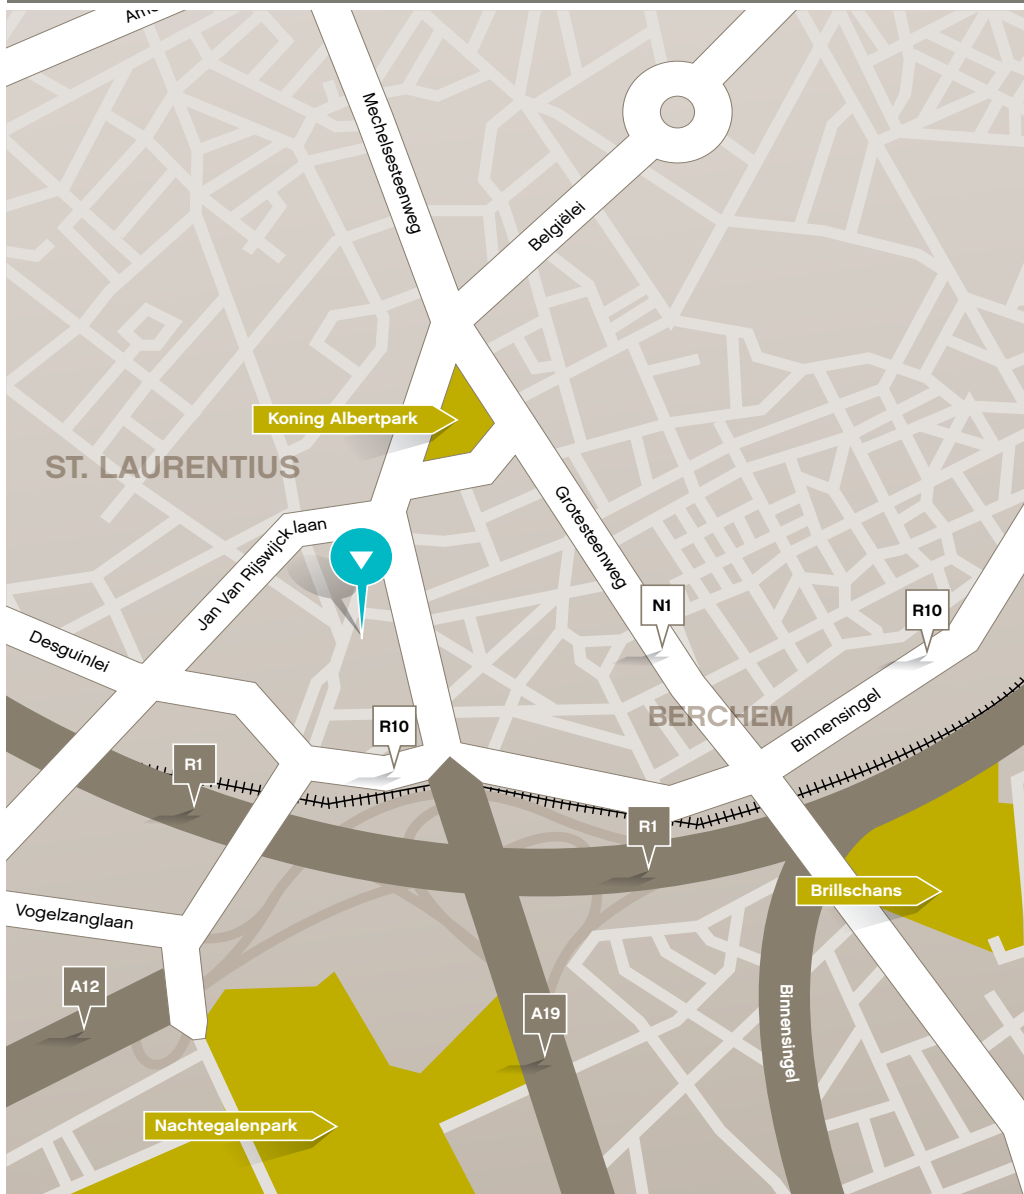 Mechelsesteenweg
Belgiëlei
Koning Albertpark
ST. LAURENTIUS
Grotesteenweg
Jan Van Rijswijcklaan
N1
R10
Desguinlei
BERCHEM
Binnensingel
R10
R1
R1
Brillschans
Vogelzanglaan
A12
A19
Binnensingel
Nachtegalenpark